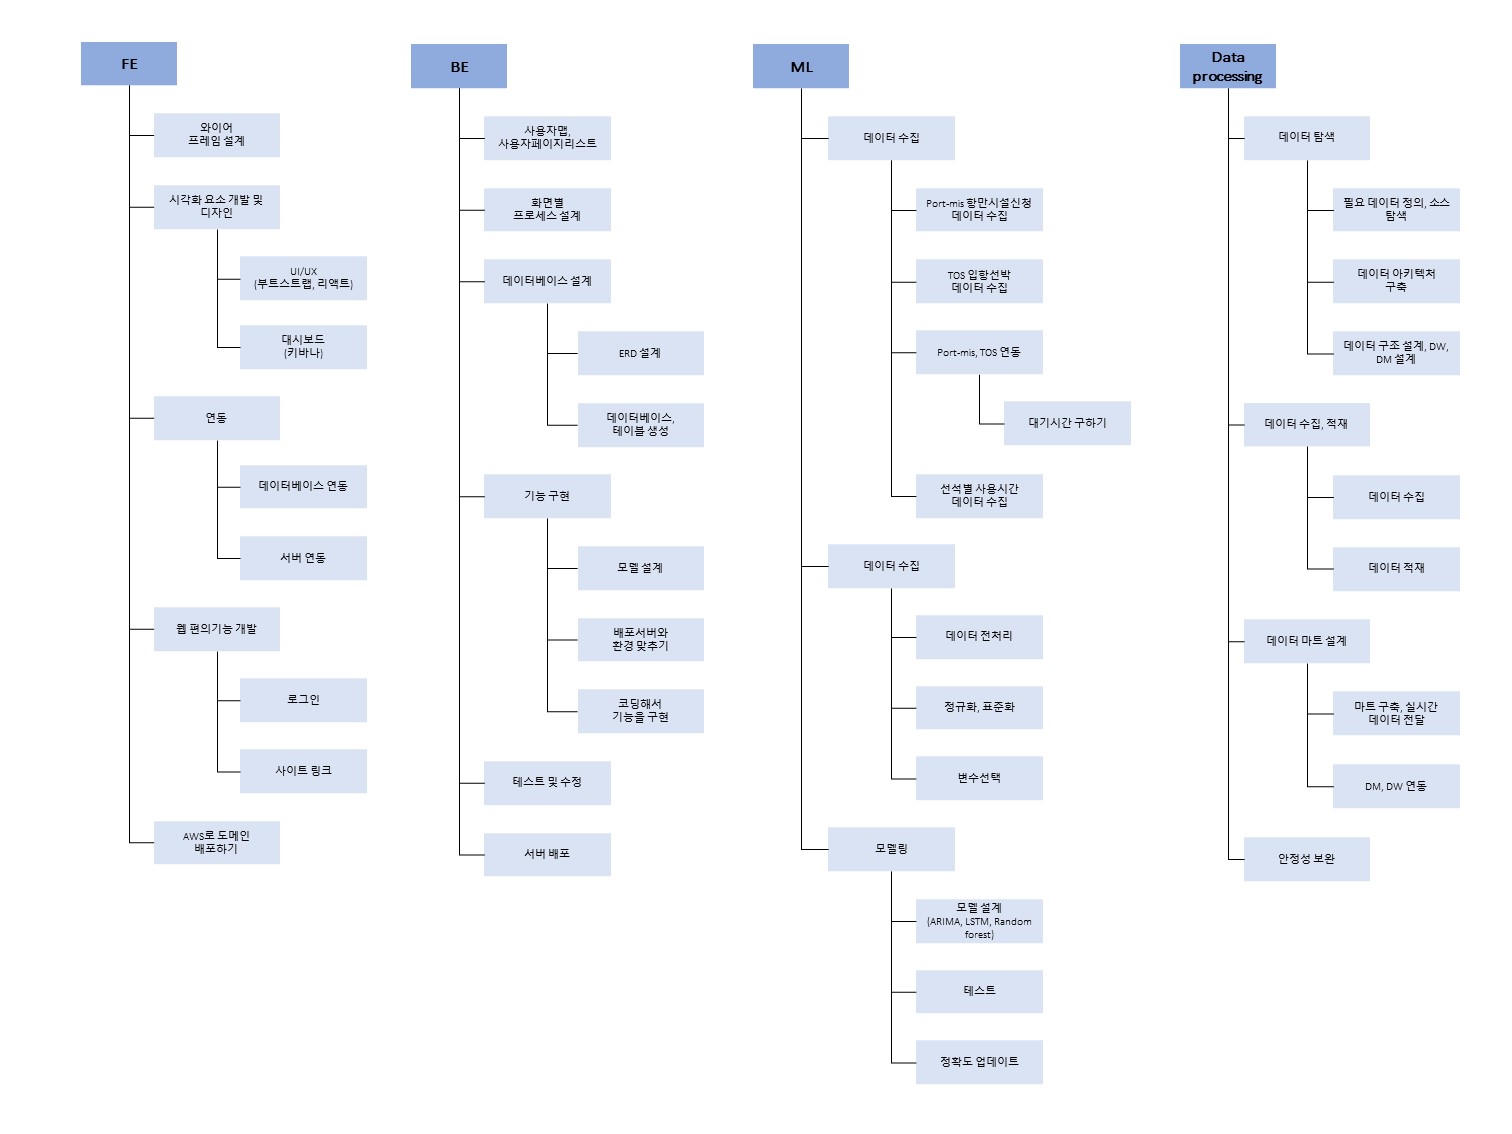 FE
와이어
프레임 설계
시각화 요소 개발 및
디자인
UI/UX
(부트스트랩, 리액트)
대시보드
(키바나)
연동
데이터베이스 연동
서버 연동
웹 편의기능 개발
로그인
사이트 링크
AWS로 도메인
배포하기
BE
사용자맵,
사용자페이지리스트
화면별
프로세스 설계
데이터베이스 설계
ERD 설계
데이터베이스,
테이블 생성
기능 구현
모델 설계
배포서버와
환경 맞추기
코딩해서
기능을 구현
테스트 및 수정
서버 배포
ML
데이터 수집
Port-mis 항만시설신청
데이터 수집
TOS 입항선박
데이터 수집
Port-mis, TOS 연동
대기시간 구하기
선석별 사용시간
데이터 수집
데이터 수집
데이터 전처리
정규화, 표준화
변수선택
모델링
모델 설계
(ARIMA, LSTM, Random
forest)
테스트
정확도 업데이트
Data
processing
데이터 탐색
필요 데이터 정의, 소스
탐색
데이터 아키텍처
구축
데이터 구조 설계, DW,
DM 설계
데이터 수집, 적재
데이터 수집
데이터 적재
데이터 마트 설계
마트 구축, 실시간
데이터 전달
DM, DW 연동
안정성 보완